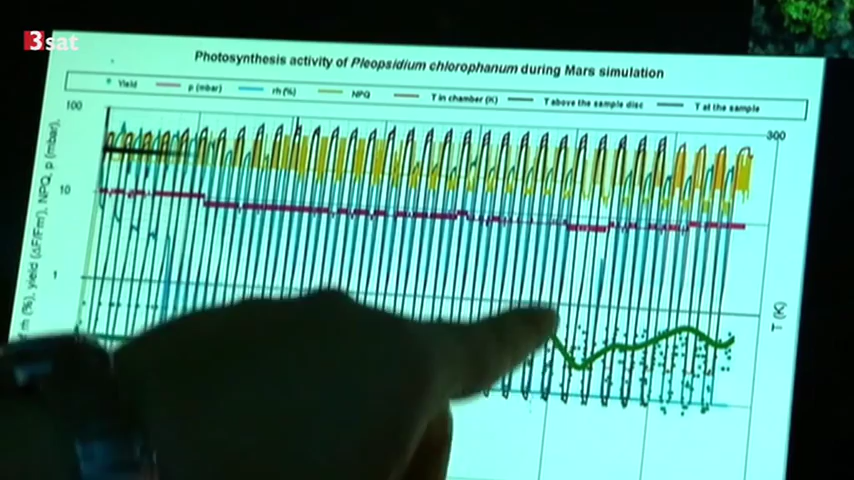 3sat
Photosynthesis activity of Pleopsidium chlorophanum during Mars simulation
Yield p (mbar) rh (%) NPQ T in chamber (K) T above the sample disc T at the sample
100
300
10
1
rh (%), yield (ΔF/Fm'), NPQ, p (mbar),
T (K)